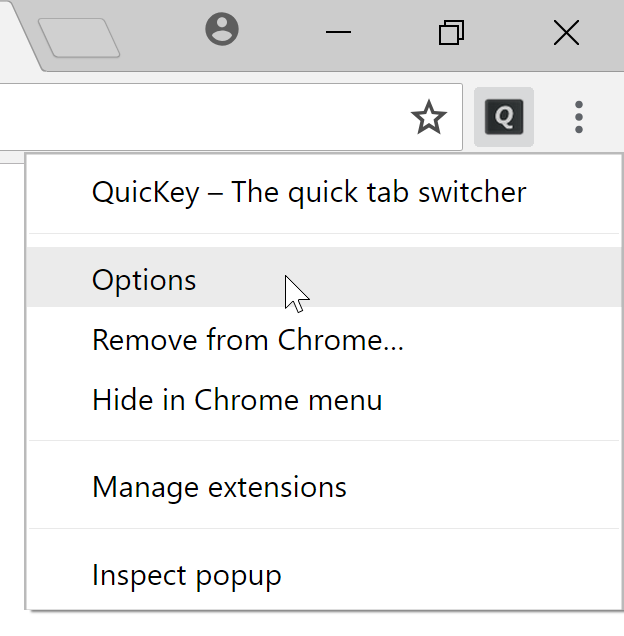 Q
QuicKey – The quick tab switcher
Options
Remove from Chrome...
Hide in Chrome menu
Manage extensions
Inspect popup